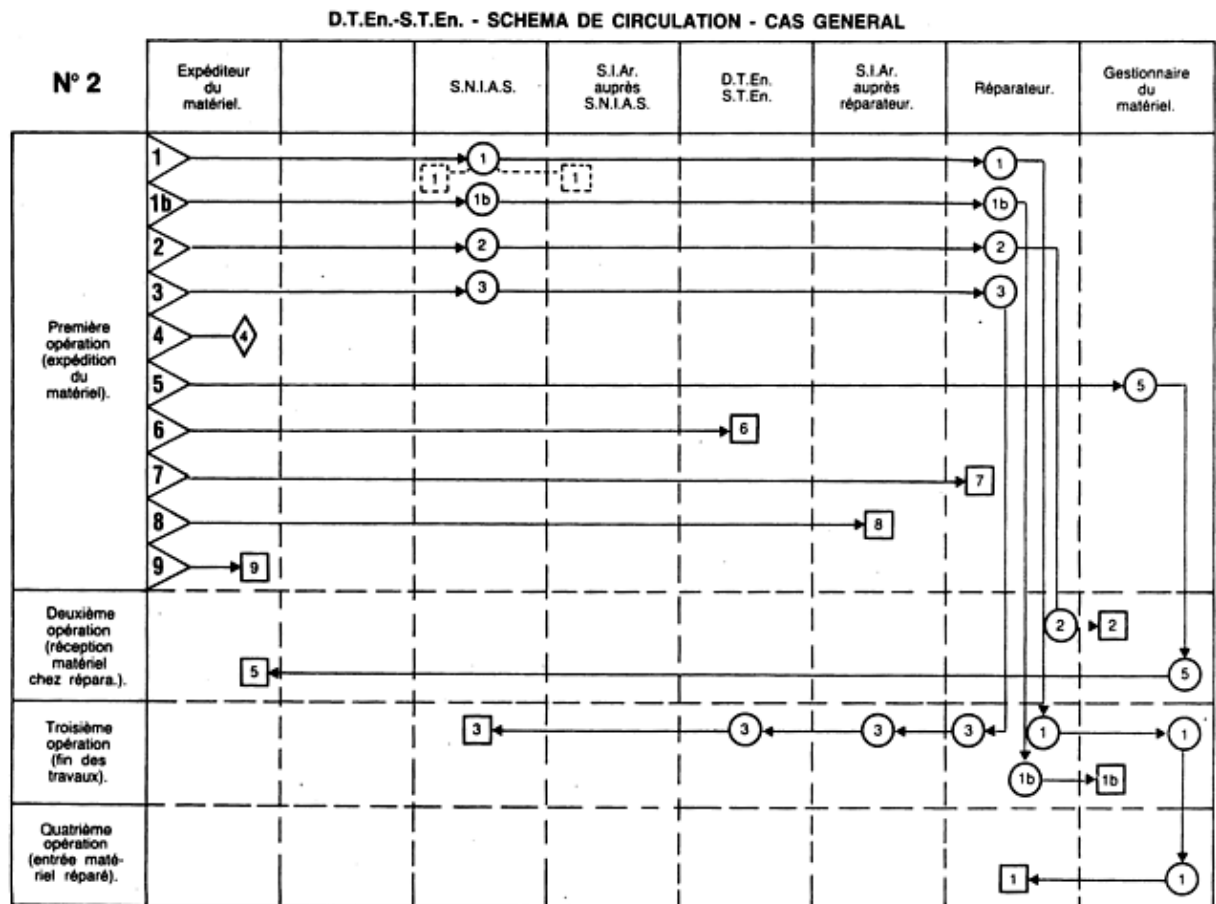 D.T.En.-S.T.En. - SCHEMA DE CIRCULATION - CAS GENERAL
N° 2
Expéditeur
du
matériel.
S.N.I.A.S.
S.I.Ar.
auprès
S.N.I.A.S.
D.T.En.
S.T.En.
S.I.Ar.
auprès
réparateur.
Réparateur.
Gestionnaire
du
matériel.
Première
opération
(expédition
du
matériel).
1 1 1
1 1
1b 1b 1b
2 2 2
3 3 3
4 4
5 5
6 6
7 7
8 8
9 9
Deuxième
opération
(réception
matériel
chez répara.).
2 2
5 5
Troisième
opération
(fin des
travaux).
3 3 3 3 1 1
1b 1b
Quatrième
opération
(entrée maté-
riel réparé).
1 1